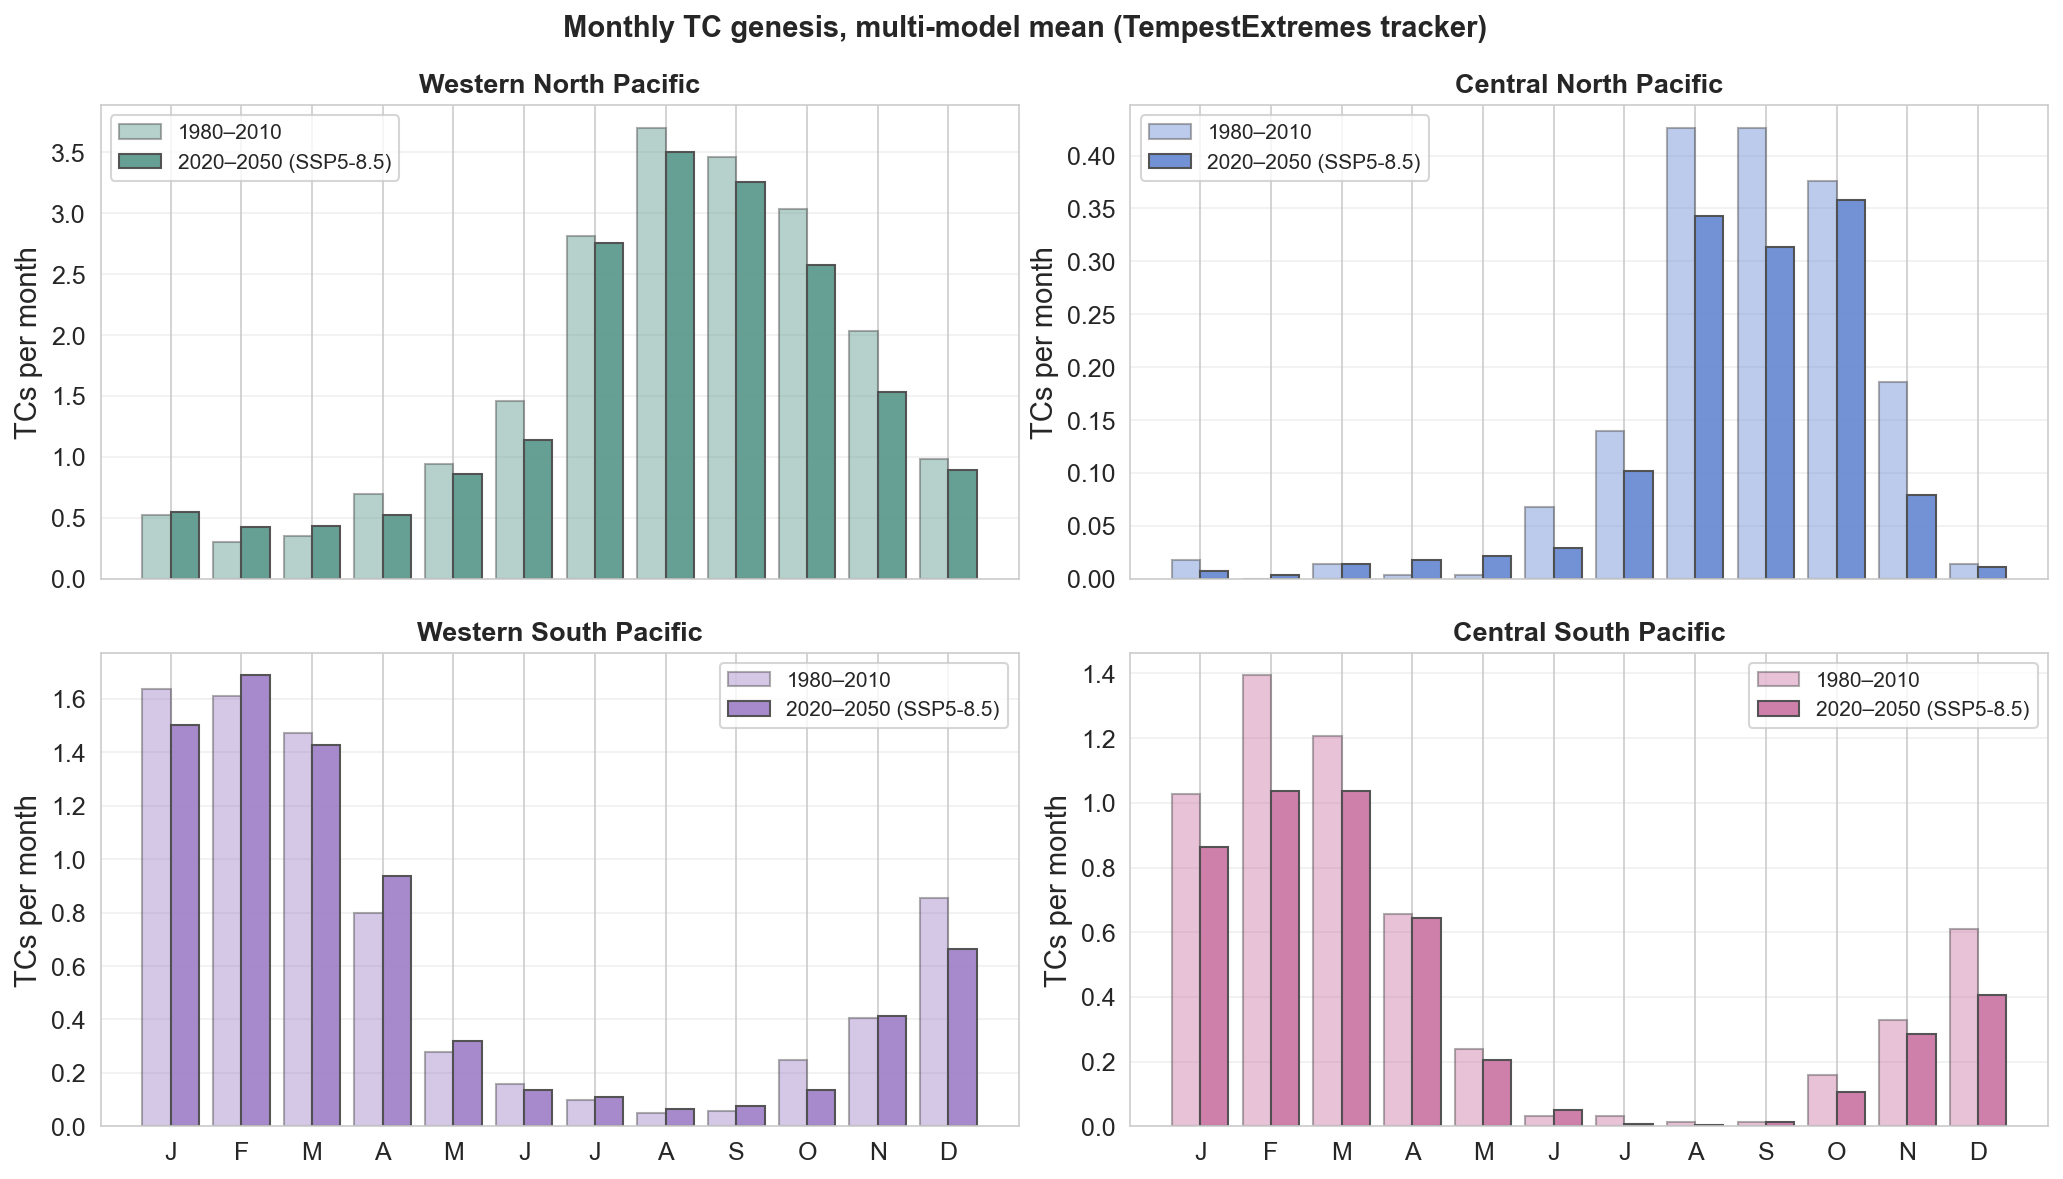 Monthly TC genesis, multi-model mean (TempestExtremes tracker)
Western North Pacific
1980–2010
2020–2050 (SSP5-8.5)
TCs per month
3.5
3.0
2.5
2.0
1.5
1.0
0.5
0.0
Central North Pacific
1980–2010
2020–2050 (SSP5-8.5)
TCs per month
0.40
0.35
0.30
0.25
0.20
0.15
0.10
0.05
0.00
Western South Pacific
1980–2010
2020–2050 (SSP5-8.5)
TCs per month
1.6
1.4
1.2
1.0
0.8
0.6
0.4
0.2
0.0
J F M A M J J A S O N D
Central South Pacific
1980–2010
2020–2050 (SSP5-8.5)
TCs per month
1.4
1.2
1.0
0.8
0.6
0.4
0.2
0.0
J F M A M J J A S O N D